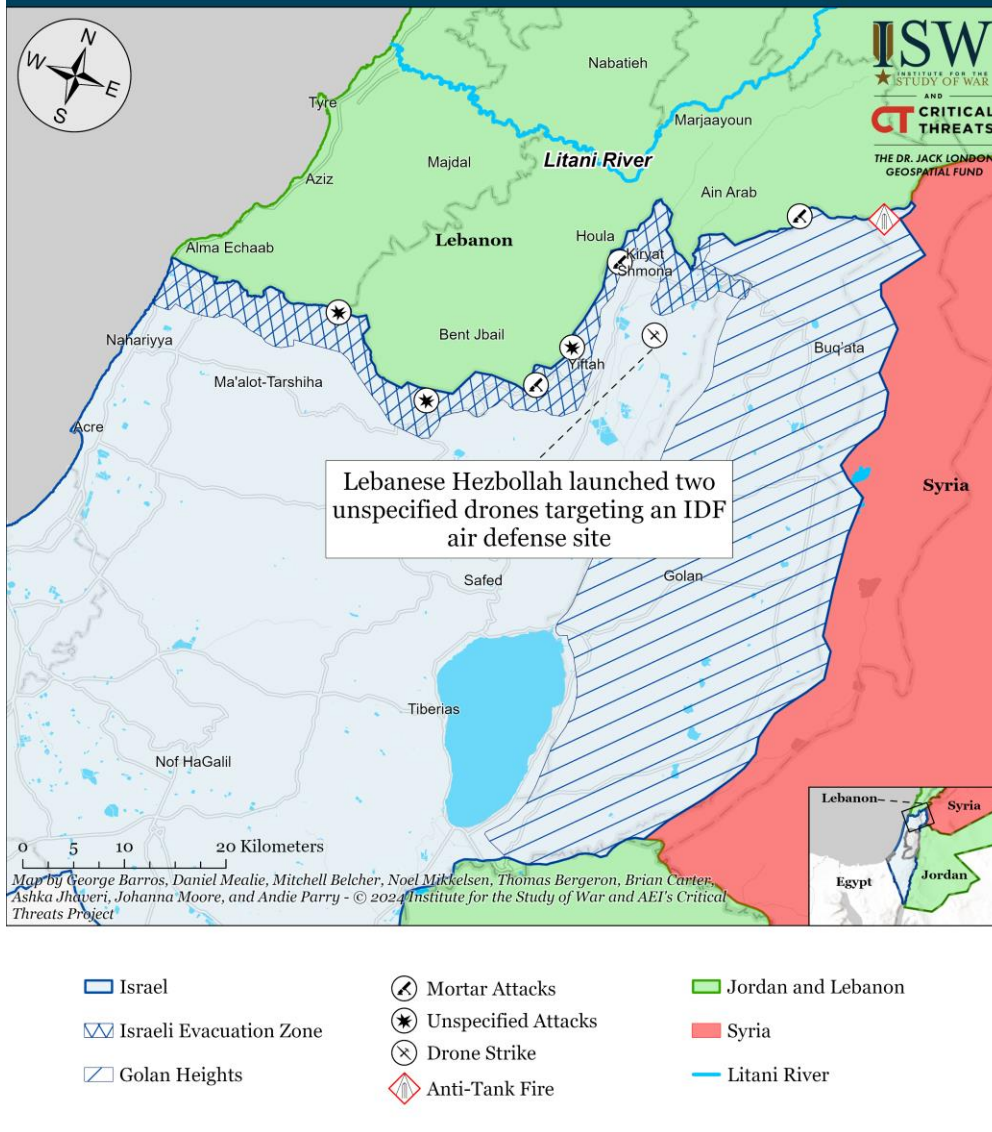 N
W
E
S
ISW
INSTITUTE FOR THE
STUDY OF WAR
AND
CT CRITICAL
THREATS
THE DR. JACK LONDON
GEOSPATIAL FUND
Nabatieh
Tyre
Marjaayoun
Majdal
Litani River
Aziz
Ain Arab
Lebanon
Houla
Alma Echaab
Kiryat
Shmona
Nahariyya
Bent Jbail
Yiftah
Buq'ata
Ma'alot-Tarshiha
Acre
Lebanese Hezbollah launched two
unspecified drones targeting an IDF
air defense site
Syria
Safed
Golan
Tiberias
Nof HaGalil
0 5 10 20 Kilometers
Map by George Barros, Daniel Mealie, Mitchell Belcher, Noel Mikkelsen, Thomas Bergeron, Brian Carter,
Ashka Jhaveri, Johanna Moore, and Andie Parry - © 2024 Institute for the Study of War and AEI's Critical
Threats Project
Lebanon
Syria
Egypt
Jordan
Israel
Israeli Evacuation Zone
Golan Heights
Mortar Attacks
Unspecified Attacks
Drone Strike
Anti-Tank Fire
Jordan and Lebanon
Syria
Litani River